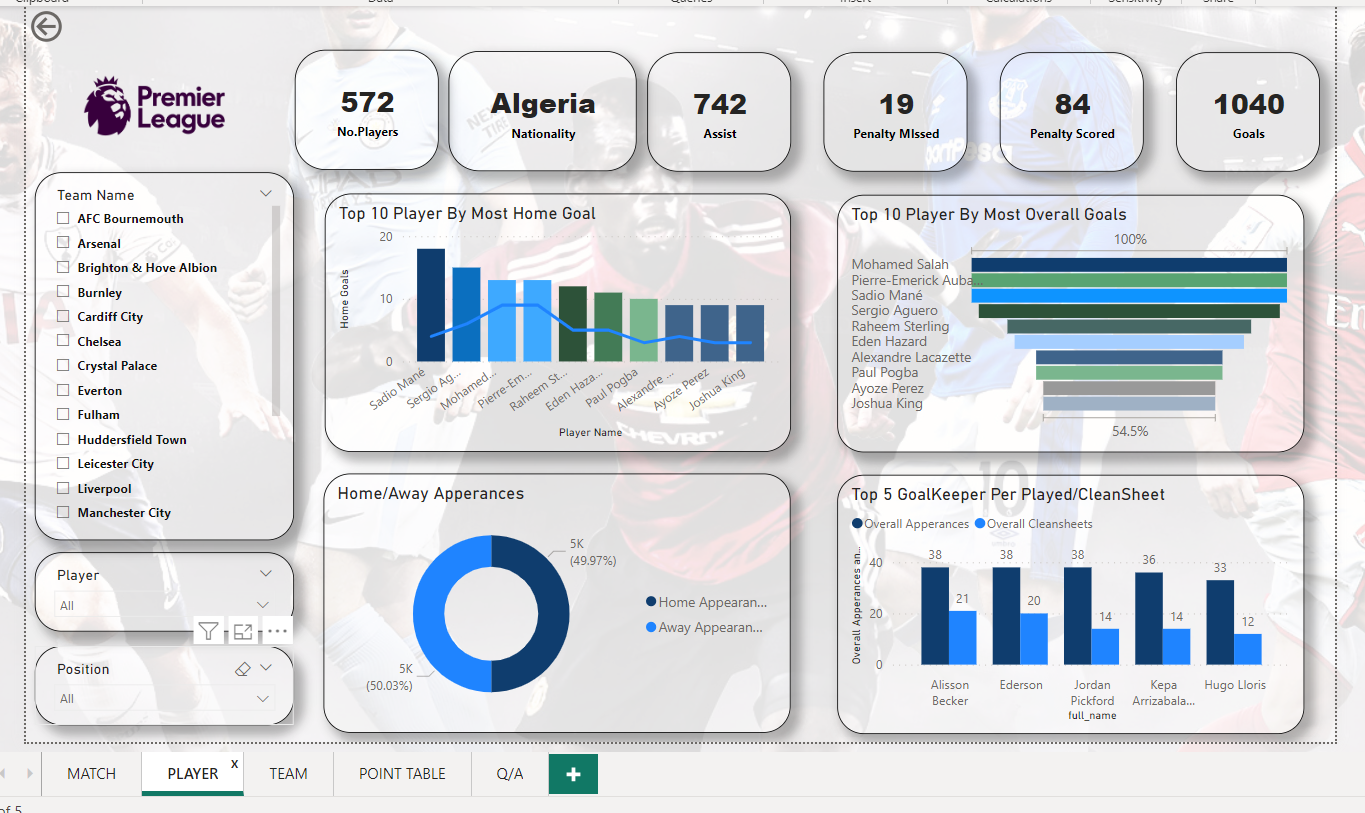 Clipboard
Data
Queries
Insert
Calculations
Sensitivity
Share
Premier
League
572
No.Players
Algeria
Nationality
742
Assist
19
Penalty MIssed
84
Penalty Scored
1040
Goals
Team Name
AFC Bournemouth
Arsenal
Brighton & Hove Albion
Burnley
Cardiff City
Chelsea
Crystal Palace
Everton
Fulham
Huddersfield Town
Leicester City
Liverpool
Manchester City
Player
All
Position
All
Top 10 Player By Most Home Goal
20
10
0
Home Goals
Sadio Mané
Sergio Ag...
Mohamed...
Pierre-Em...
Raheem St...
Eden Haza...
Paul Pogba
Alexandre ...
Ayoze Perez
Joshua King
Player Name
Top 10 Player By Most Overall Goals
100%
Mohamed Salah
Pierre-Emerick Auba...
Sadio Mané
Sergio Aguero
Raheem Sterling
Eden Hazard
Alexandre Lacazette
Paul Pogba
Ayoze Perez
Joshua King
54.5%
Home/Away Apperances
5K
(49.97%)
5K
(50.03%)
Home Appearan...
Away Appearan...
Top 5 GoalKeeper Per Played/CleanSheet
Overall Apperances
Overall Cleansheets
Overall Apperances an...
40
20
0
38
21
38
20
38
14
36
14
33
12
Alisson
Becker
Ederson
Jordan
Pickford
Kepa
Arrizabala...
Hugo Lloris
full_name
MATCH
PLAYER
X
TEAM
POINT TABLE
Q/A
+
of 5